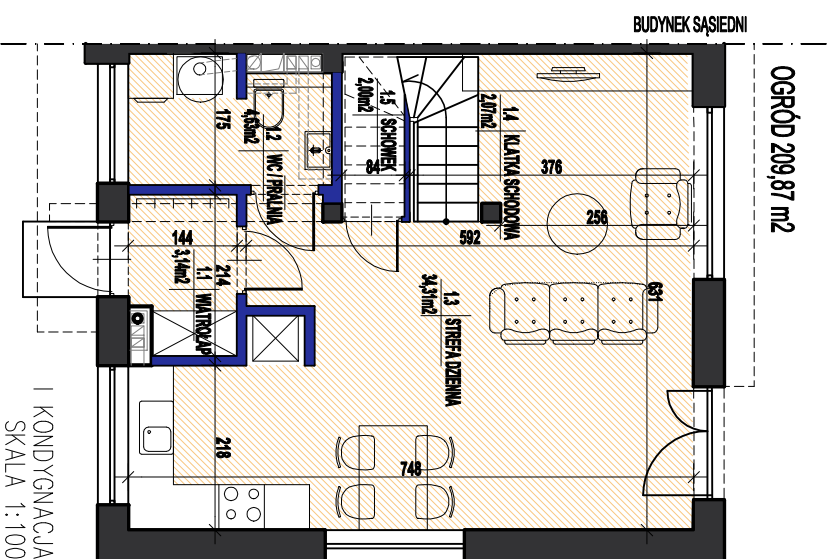 BUDYNEK SĄSIEDNI
OGRÓD 209,87 m2
1.5 SCHOWEK
2,00m2
1.4 KLATKA SCHODOWA
2,07m2
1.2 WC / PRALNIA
4,63m2
175
84
376
256
592
144
214
1.1 WIATROŁAP
3,14m2
1.3 STREFA DZIENNA
34,31m2
631
218
748
I KONDYGNACJA
SKALA 1:100